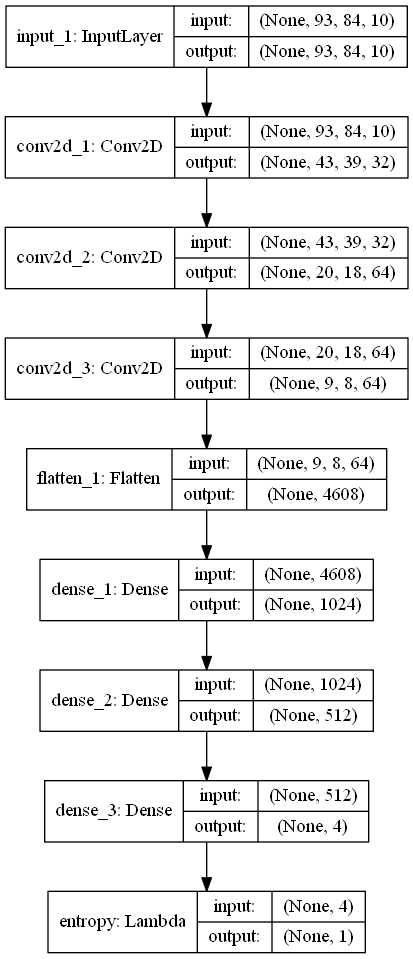 input_1: InputLayer
input: (None, 93, 84, 10)
output: (None, 93, 84, 10)
conv2d_1: Conv2D
input: (None, 93, 84, 10)
output: (None, 43, 39, 32)
conv2d_2: Conv2D
input: (None, 43, 39, 32)
output: (None, 20, 18, 64)
conv2d_3: Conv2D
input: (None, 20, 18, 64)
output: (None, 9, 8, 64)
flatten_1: Flatten
input: (None, 9, 8, 64)
output: (None, 4608)
dense_1: Dense
input: (None, 4608)
output: (None, 1024)
dense_2: Dense
input: (None, 1024)
output: (None, 512)
dense_3: Dense
input: (None, 512)
output: (None, 4)
entropy: Lambda
input: (None, 4)
output: (None, 1)